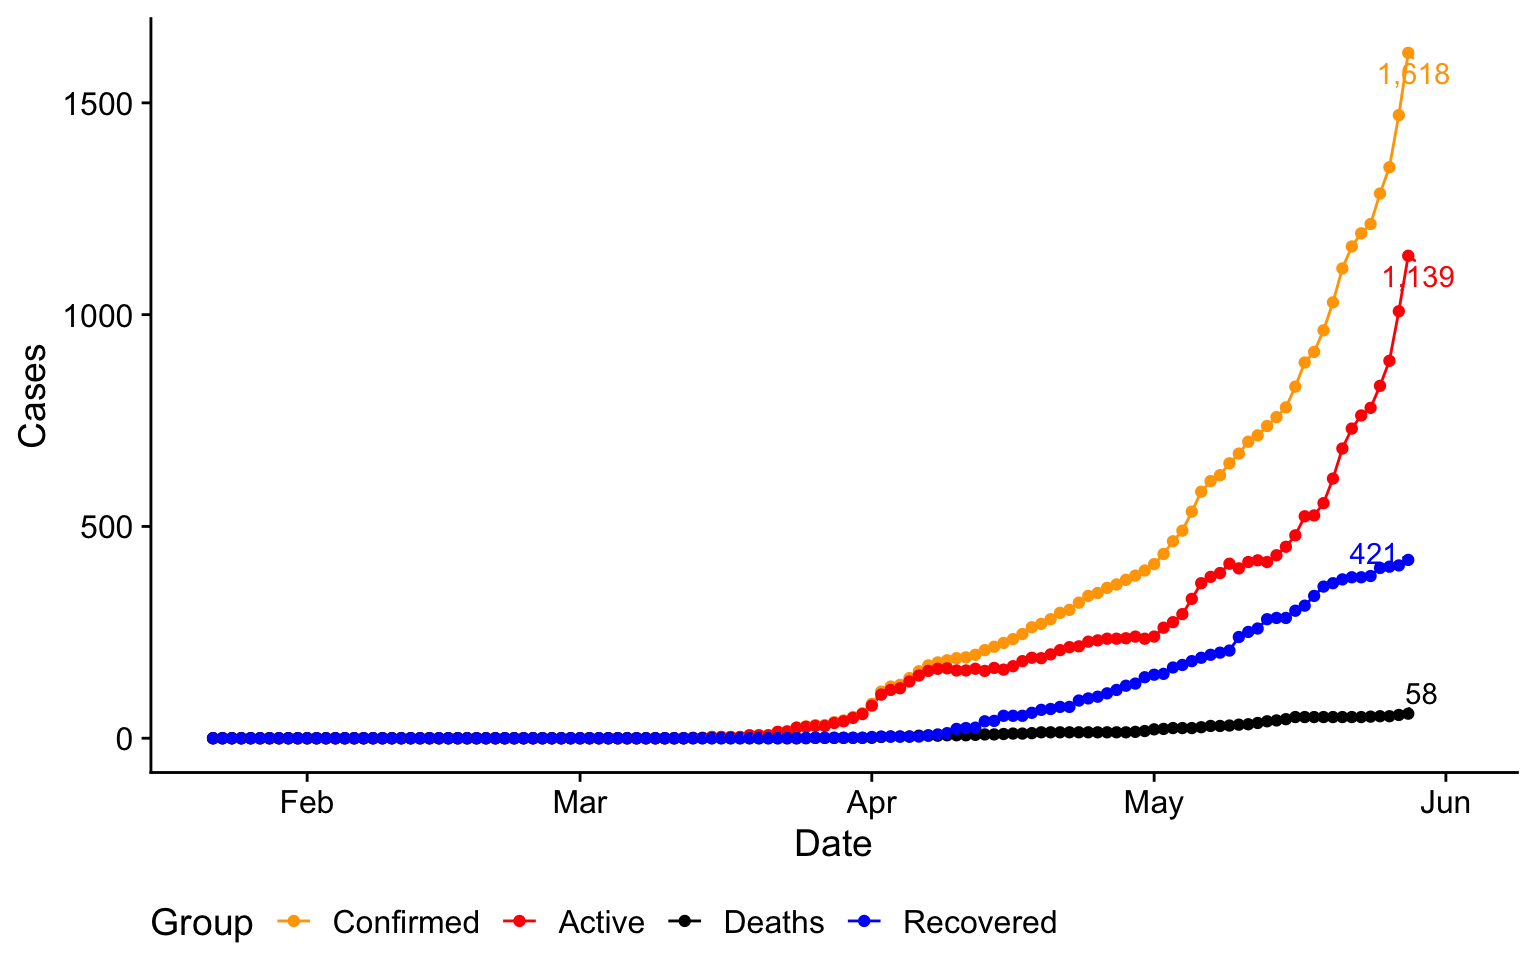 1,618
1500
1,139
1000
Cases
500
421
58
0
Feb Mar Apr May Jun
Date
Group Confirmed Active Deaths Recovered